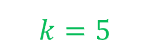 k = 5